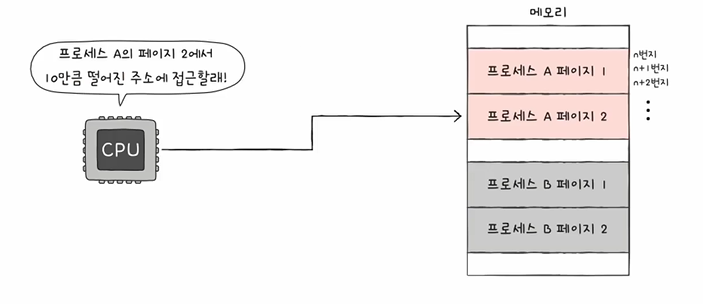 메모리
프로세스 A의 페이지 2에서
10만큼 떨어진 주소에 접근할래!
CPU
프로세스 A 페이지 1
n번지
n+1번지
n+2번지
프로세스 A 페이지 2
프로세스 B 페이지 1
프로세스 B 페이지 2